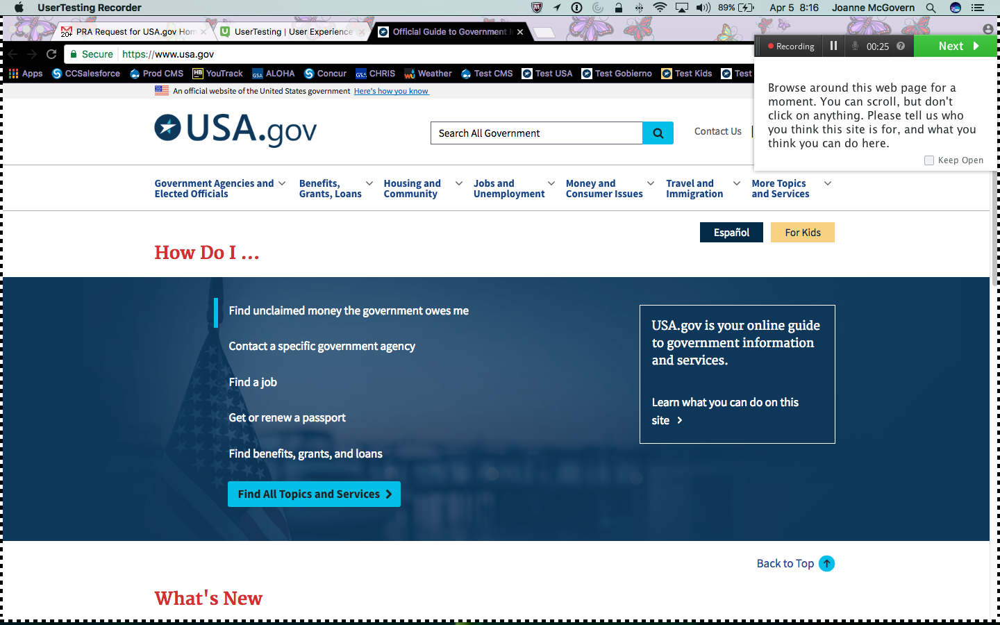 UserTesting Recorder
89%
Apr 5 8:16
Joanne McGovern
20+ PRA Request for USA.gov Hom
UserTesting | User Experience
Official Guide to Government I
Secure
https://www.usa.gov
Recording
00:25
Next
Apps
CCSalesforce
Prod CMS
HB YouTrack
GSA ALOHA
Concur
GSA CHRIS
Weather
Test CMS
Test USA
Test Gobierno
Test Kids
Test
Browse around this web page for a
moment. You can scroll, but don't
click on anything. Please tell us who
you think this site is for, and what you
think you can do here.
Keep Open
An official website of the United States government Here's how you know
USA.gov
Search All Government
Contact Us
Government Agencies and
Elected Officials
Benefits,
Grants, Loans
Housing and
Community
Jobs and
Unemployment
Money and
Consumer Issues
Travel and
Immigration
More Topics
and Services
Español
For Kids
How Do I ...
Find unclaimed money the government owes me
Contact a specific government agency
Find a job
Get or renew a passport
Find benefits, grants, and loans
Find All Topics and Services
USA.gov is your online guide
to government information
and services.
Learn what you can do on this
site
Back to Top
What's New